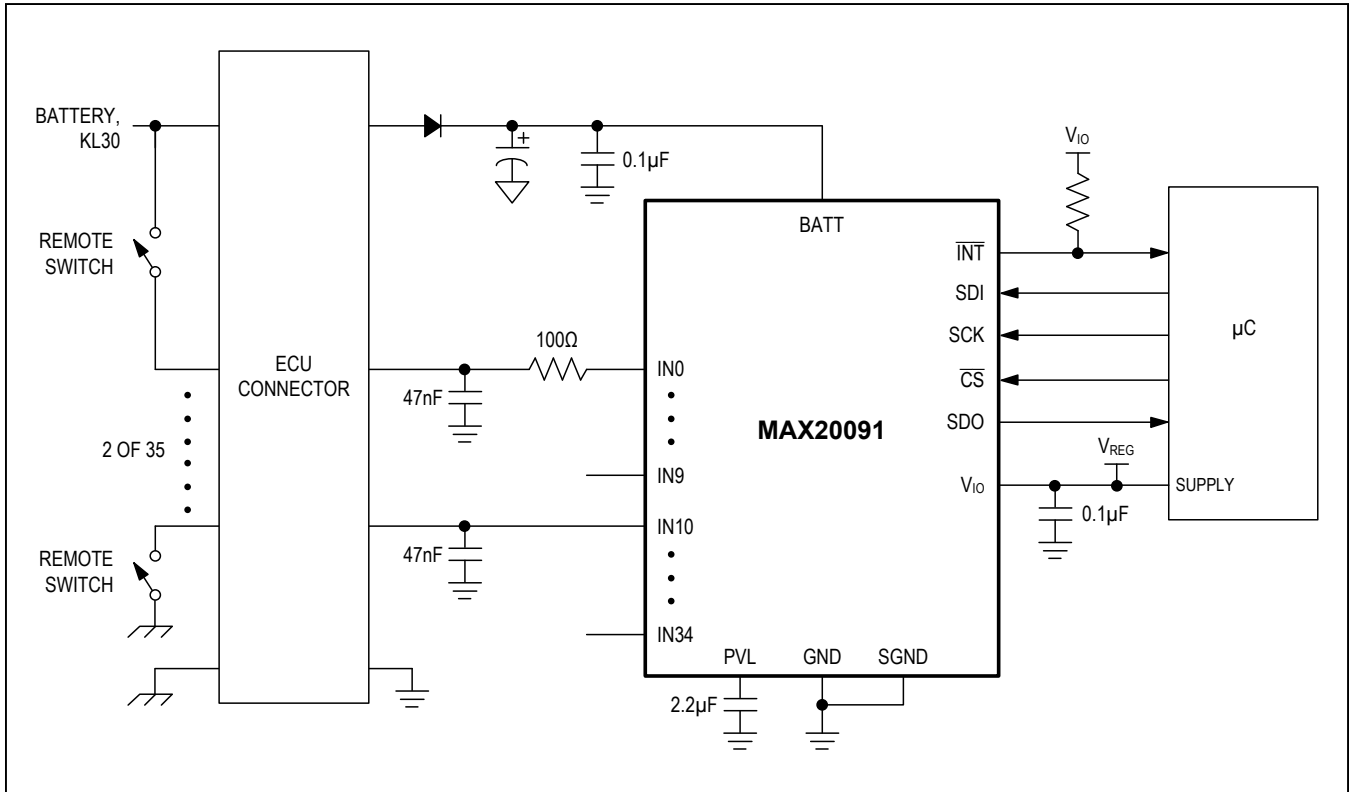 BATTERY,
KL30
REMOTE
SWITCH
2 OF 35
REMOTE
SWITCH
ECU
CONNECTOR
+
0.1µF
100Ω
47nF
47nF
BATT
IN0
IN9
IN10
IN34
MAX20091
INT
SDI
SCK
CS
SDO
VIO
PVL
GND
SGND
2.2µF
VIO
VREG
0.1µF
µC
SUPPLY